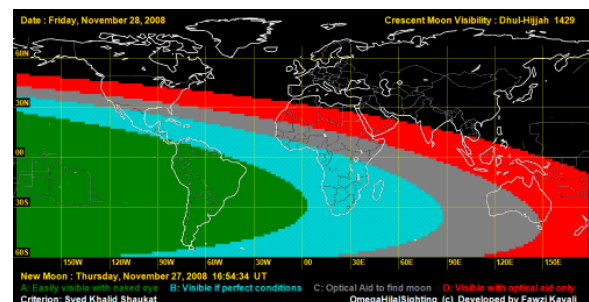 Date : Friday, November 28, 2008
Crescent Moon Visibility : Dhul-Hijjah 1429
60N
30N
00
30S
60S
150W
120W
90W
60W
30W
00
30E
60E
90E
120E
150E
New Moon : Thursday, November 27, 2008 16:54:34 UT
A: Easily visible with naked eye B: Visible if perfect conditions C: Optical Aid to find moon D: Visible with optical aid only
Criterion: Syed Khalid Shaukat OmegaHilalSighting (c) Developed by Fawzi Kayali